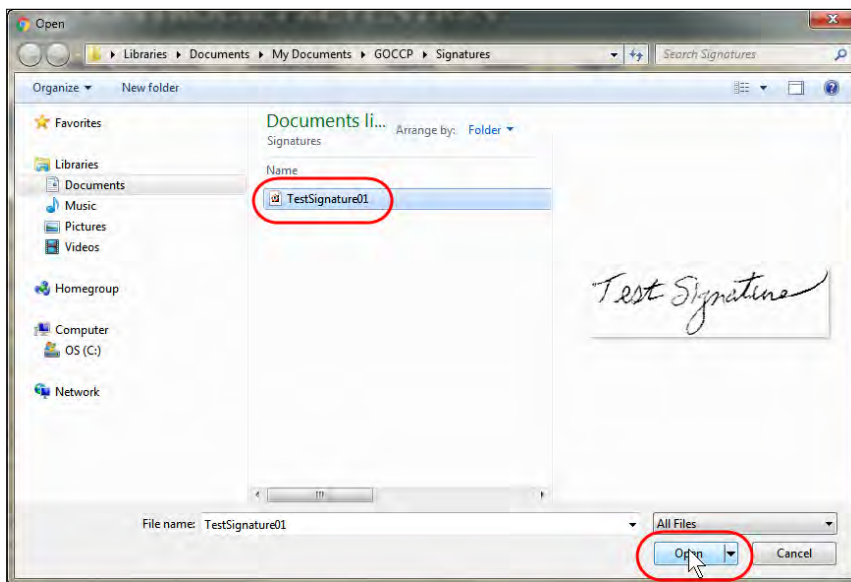 Open
Libraries ▸ Documents ▸ My Documents ▸ GOCCP ▸ Signatures
Search Signatures
Organize
New folder
Favorites
Libraries
Documents
Music
Pictures
Videos
Homegroup
Computer
OS (C:)
Network
Documents li...
Signatures
Arrange by: Folder
Name
TestSignature01
Test Signature
File name: TestSignature01
All Files
Open
Cancel